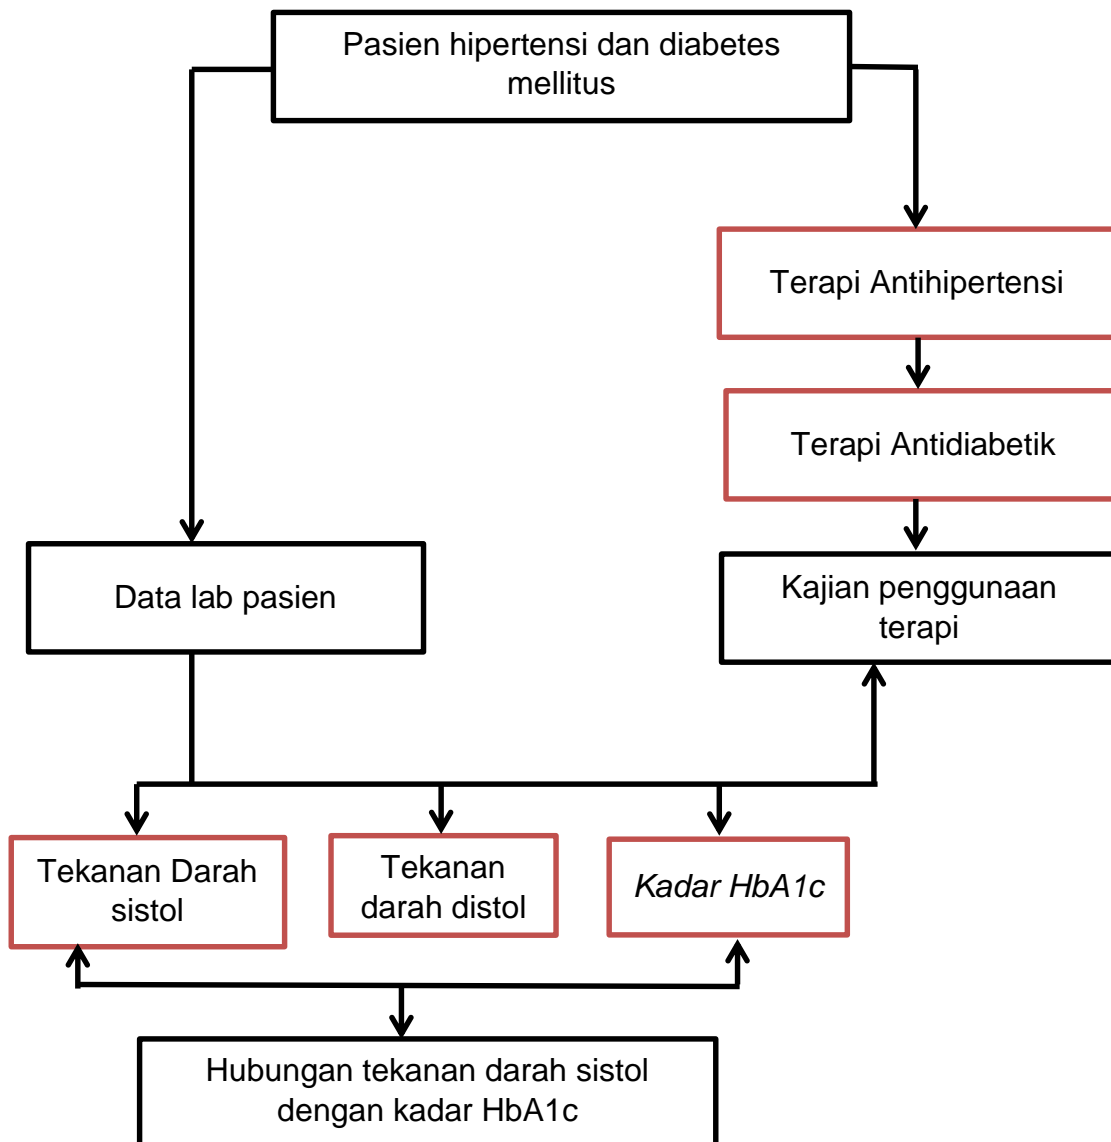 Pasien hipertensi dan diabetes
mellitus
Terapi Antihipertensi
Terapi Antidiabetik
Data lab pasien
Kajian penggunaan
terapi
Tekanan Darah
sistol
Tekanan
darah distol
Kadar HbA1c
Hubungan tekanan darah sistol
dengan kadar HbA1c